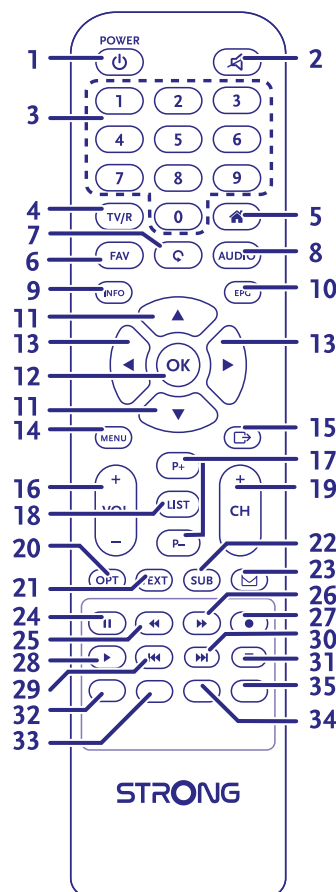 POWER
1 2
1 2 3
3
4 5 6
7 8 9
4 TV/R 0 5
7
6 FAV AUDIO 8
9 INFO EPG 10
11
13 13
12 OK
11
14 MENU 15
P+ 17
16 + + 19
VOL LIST CH
18
− P− −
20 22
OPT TEXT SUB 23
21 26
24 27
25 30
28 31
29 35
32 34
33
STRONG